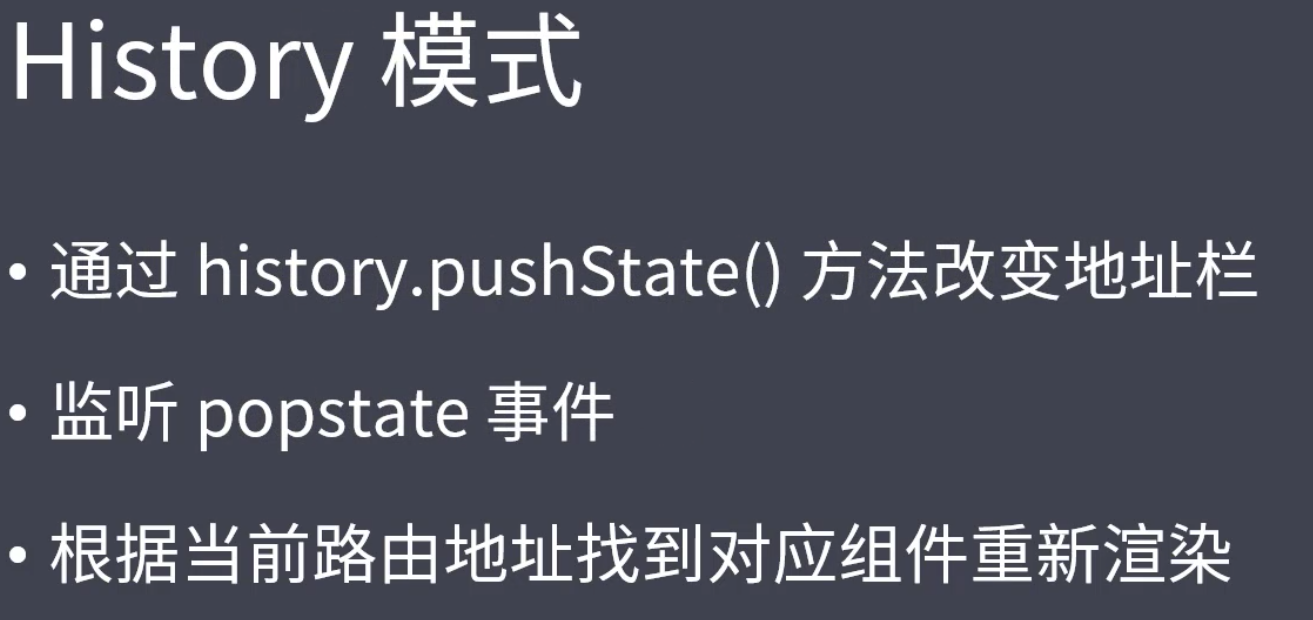 History 模式
• 通过 history.pushState() 方法改变地址栏
• 监听 popstate 事件
• 根据当前路由地址找到对应组件重新渲染